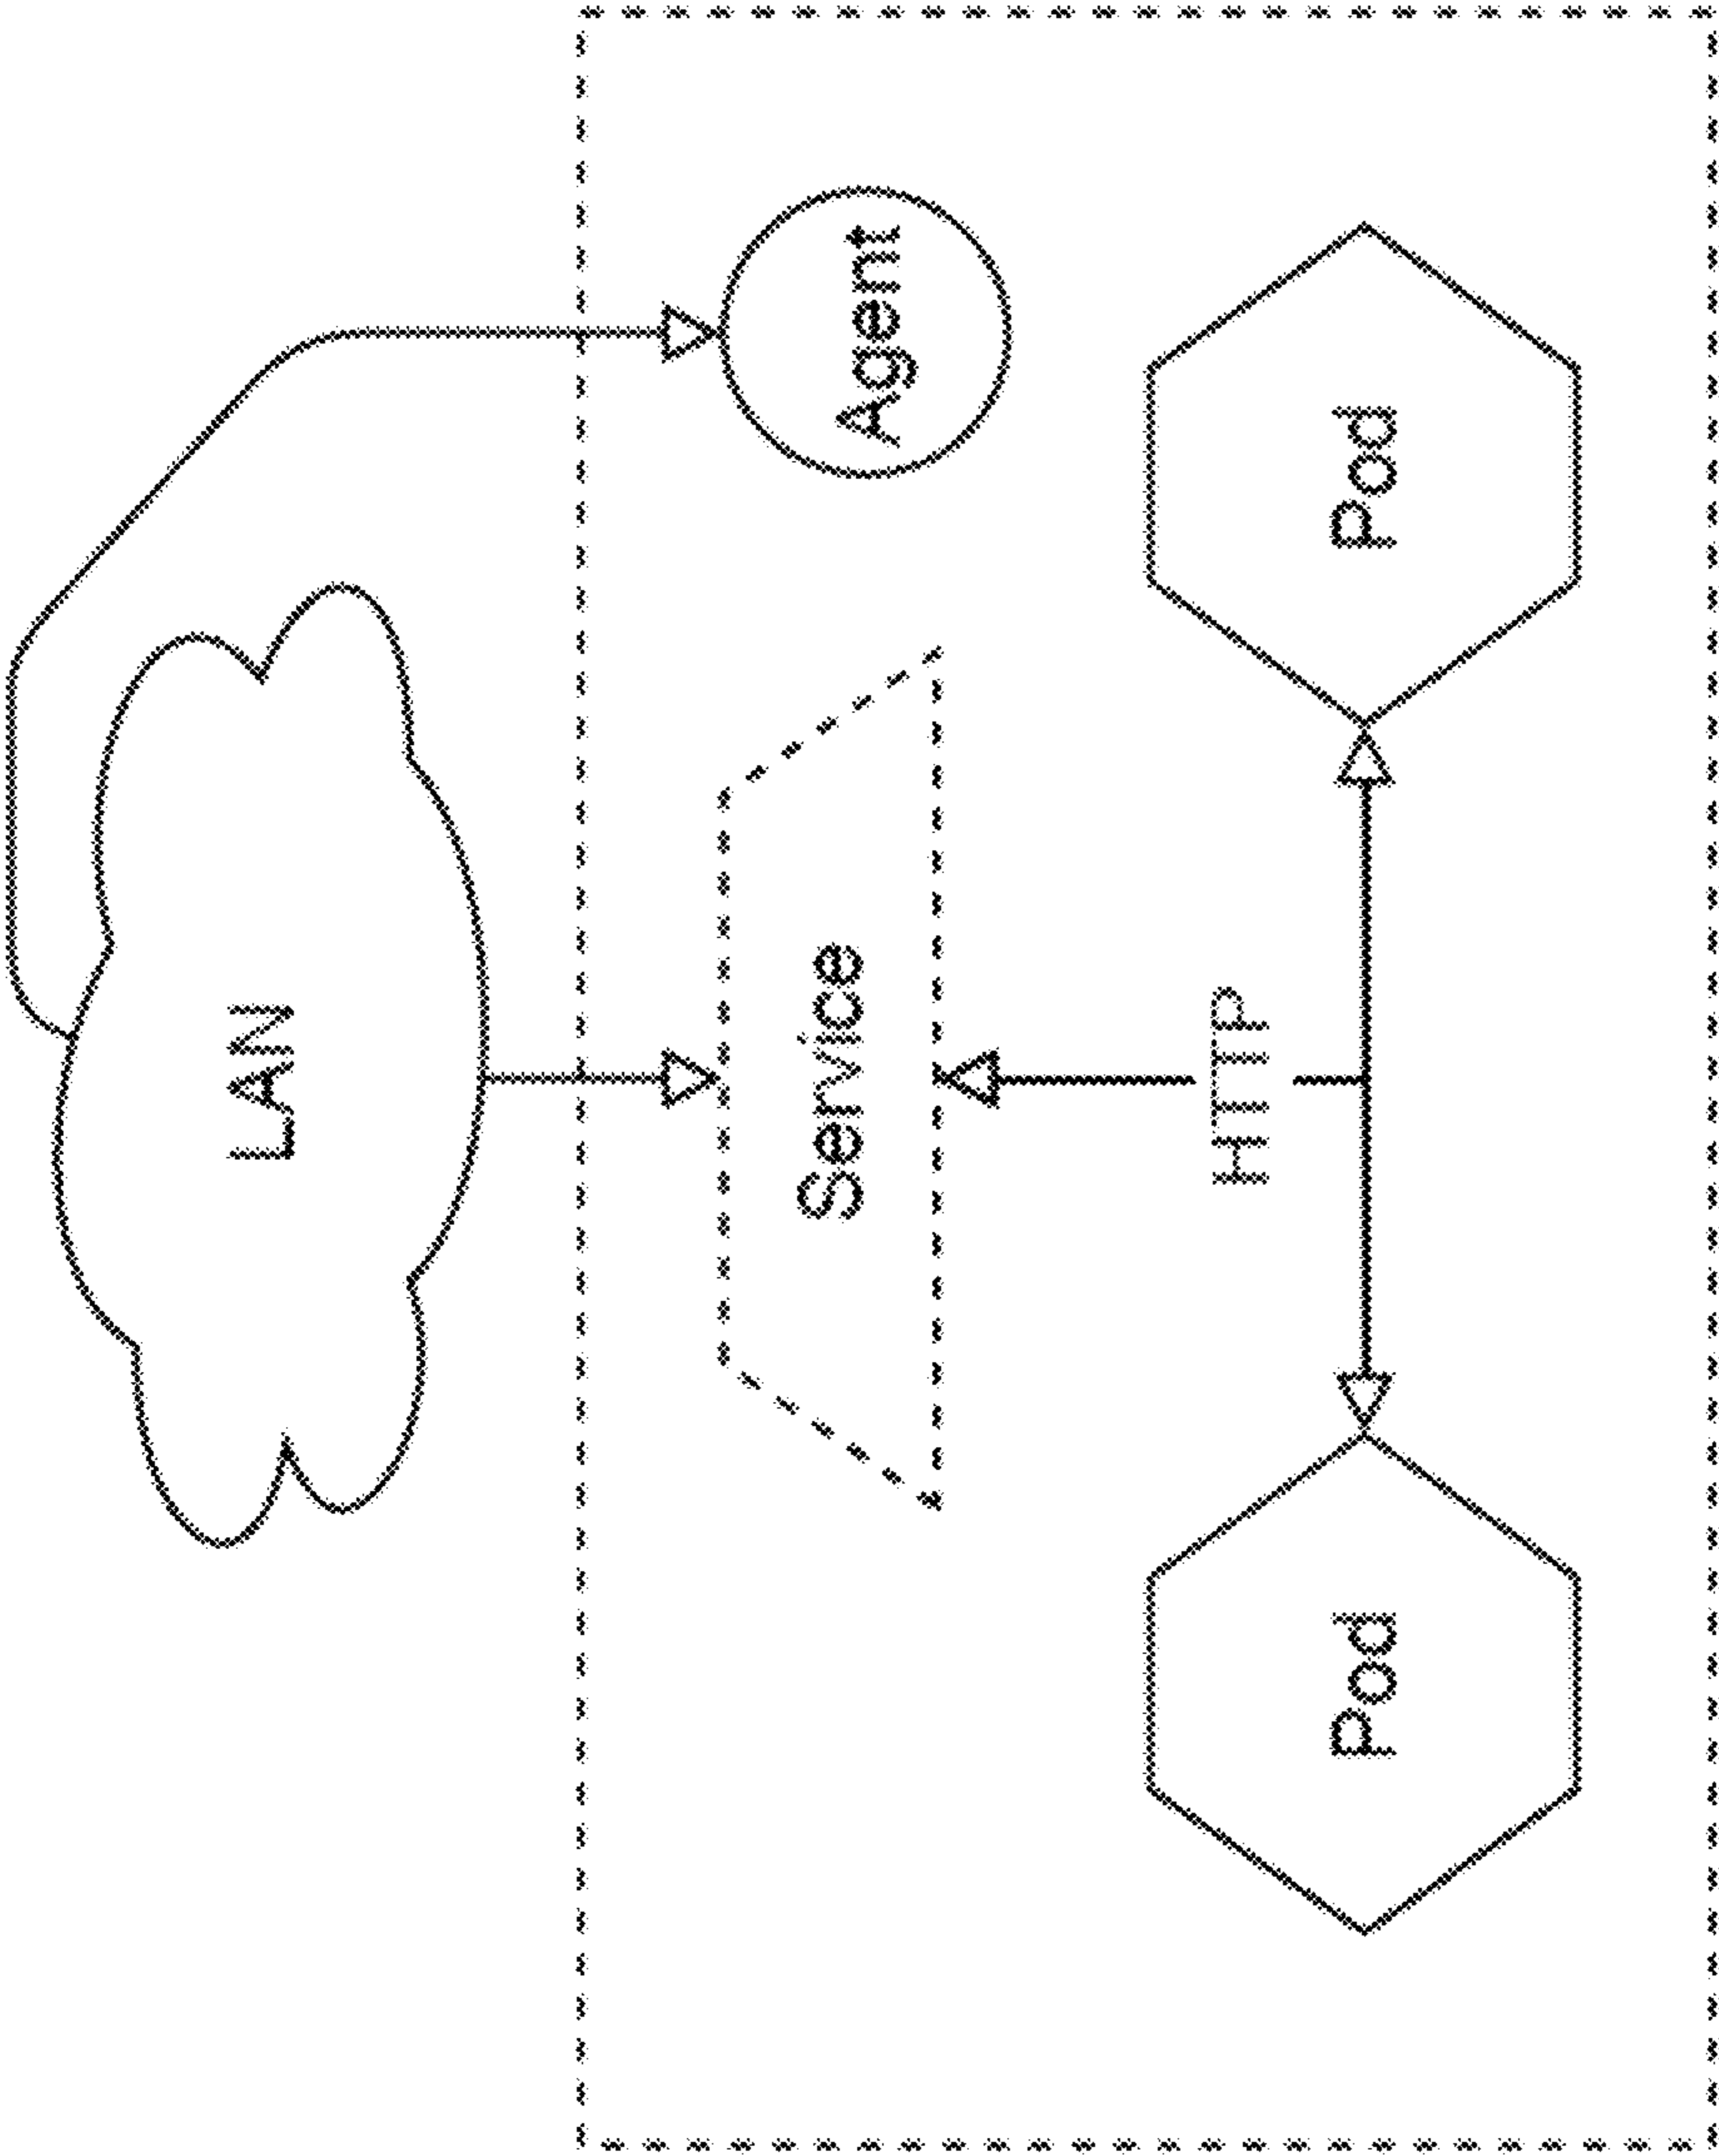 LAN
Service
Agent
HTTP
Pod
Pod